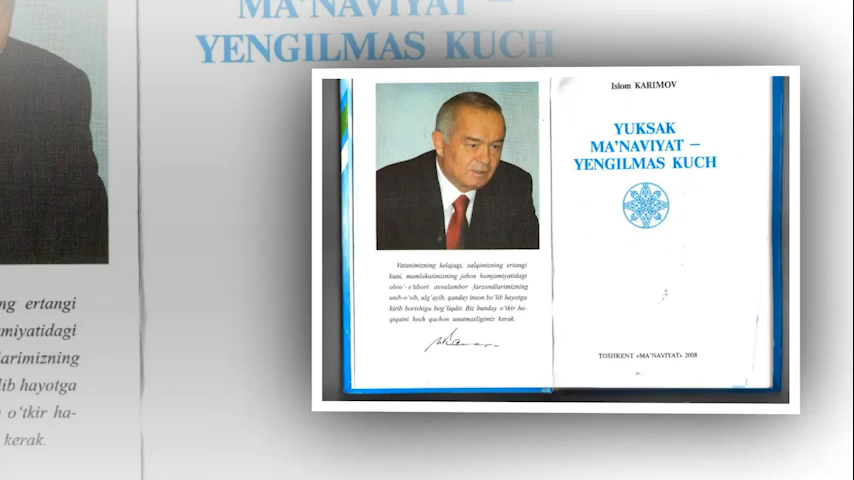 MA'NAVIYAT –
YENGILMAS KUCH
ng ertangi
miyatidagi
larimizning
lib hayotga
o'tkir ha-
kerak.
Vatanimizning kelajagi, xalqimizning ertangi
kuni, mamlakatimizning jahon hamjamiyatidagi
obro'-e'tibori avvalambor farzandlarimizning
unib-o'sib, ulg'ayib, qanday inson bo'lib hayotga
kirib borishiga bog'liqdir. Biz bunday o'tkir ha-
qiqatni hech qachon unutmasligimiz kerak.
Islom KARIMOV
YUKSAK
MA'NAVIYAT –
YENGILMAS KUCH
TOSHKENT «MA'NAVIYAT» 2008